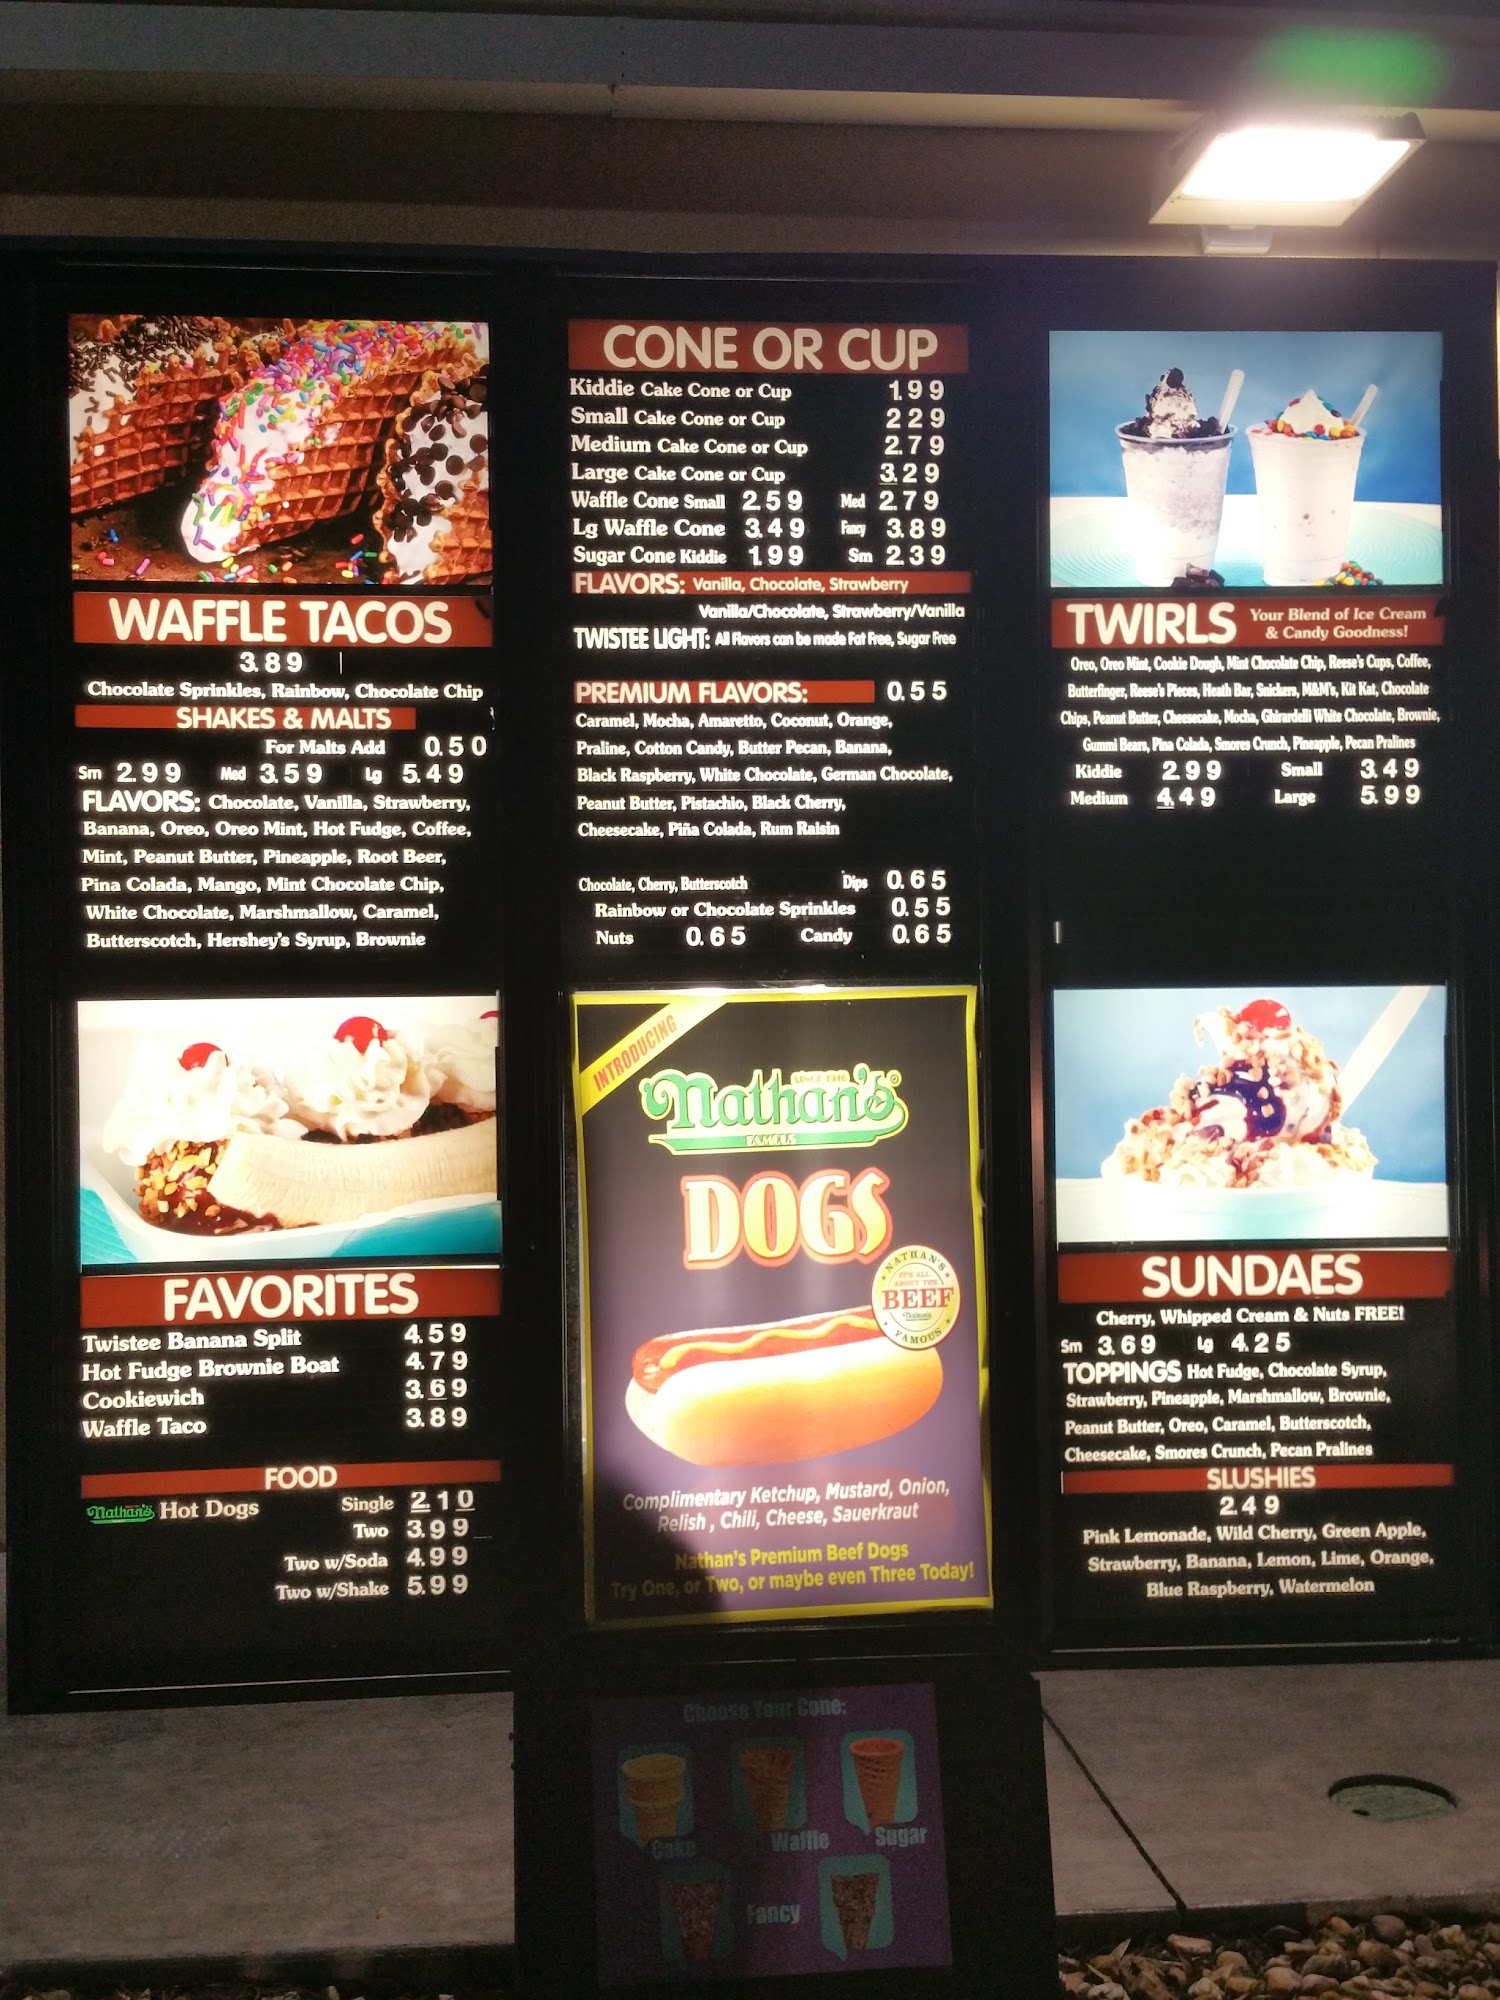 WAFFLE TACOS
3.89
Chocolate Sprinkles, Rainbow, Chocolate Chip
SHAKES & MALTS
For Malts Add 0.50
Sm 2.99 Med 3.59 Lg 5.49
FLAVORS: Chocolate, Vanilla, Strawberry,
Banana, Oreo, Oreo Mint, Hot Fudge, Coffee,
Mint, Peanut Butter, Pineapple, Root Beer,
Pina Colada, Mango, Mint Chocolate Chip,
White Chocolate, Marshmallow, Caramel,
Butterscotch, Hershey's Syrup, Brownie
FAVORITES
Twistee Banana Split 4.59
Hot Fudge Brownie Boat 4.79
Cookiewich 3.69
Waffle Taco 3.89
FOOD
Nathan's Hot Dogs Single 2.10
Two 3.99
Two w/Soda 4.99
Two w/Shake 5.99
CONE OR CUP
Kiddie Cake Cone or Cup 1.99
Small Cake Cone or Cup 2 2 9
Medium Cake Cone or Cup 2.79
Large Cake Cone or Cup 3.29
Waffle Cone Small 2.59 Med 2.79
Lg Waffle Cone 3.49 Fancy 3.89
Sugar Cone Kiddie 1.99 Sm 2.39
FLAVORS: Vanilla, Chocolate, Strawberry
Vanilla/Chocolate, Strawberry/Vanilla
TWISTEE LIGHT: All Flavors can be made Fat Free, Sugar Free
PREMIUM FLAVORS: 0.55
Caramel, Mocha, Amaretto, Coconut, Orange,
Praline, Cotton Candy, Butter Pecan, Banana,
Black Raspberry, White Chocolate, German Chocolate,
Peanut Butter, Pistachio, Black Cherry,
Cheesecake, Piña Colada, Rum Raisin
Chocolate, Cherry, Butterscotch Dips 0.65
Rainbow or Chocolate Sprinkles 0.55
Nuts 0.65 Candy 0.65
INTRODUCING
SINCE 1916
Nathan's®
FAMOUS
DOGS
NATHAN'S
IT'S ALL
ABOUT THE
BEEF
Nathan's
FAMOUS
Complimentary Ketchup, Mustard, Onion,
Relish , Chili, Cheese, Sauerkraut
Nathan's Premium Beef Dogs
Try One, or Two, or maybe even Three Today!
Choose Your Cone:
Cake Waffle Sugar
Fancy
TWIRLS Your Blend of Ice Cream
& Candy Goodness!
Oreo, Oreo Mint, Cookie Dough, Mint Chocolate Chip, Reese's Cups, Coffee,
Butterfinger, Reese's Pieces, Heath Bar, Snickers, M&M's, Kit Kat, Chocolate
Chips, Peanut Butter, Cheesecake, Mocha, Ghirardelli White Chocolate, Brownie,
Gummi Bears, Pina Colada, Smores Crunch, Pineapple, Pecan Pralines
Kiddie 2.99 Small 3.49
Medium 4.49 Large 5.99
SUNDAES
Cherry, Whipped Cream & Nuts FREE!
Sm 3.69 Lg 4.25
TOPPINGS Hot Fudge, Chocolate Syrup,
Strawberry, Pineapple, Marshmallow, Brownie,
Peanut Butter, Oreo, Caramel, Butterscotch,
Cheesecake, Smores Crunch, Pecan Pralines
SLUSHIES
2.49
Pink Lemonade, Wild Cherry, Green Apple,
Strawberry, Banana, Lemon, Lime, Orange,
Blue Raspberry, Watermelon